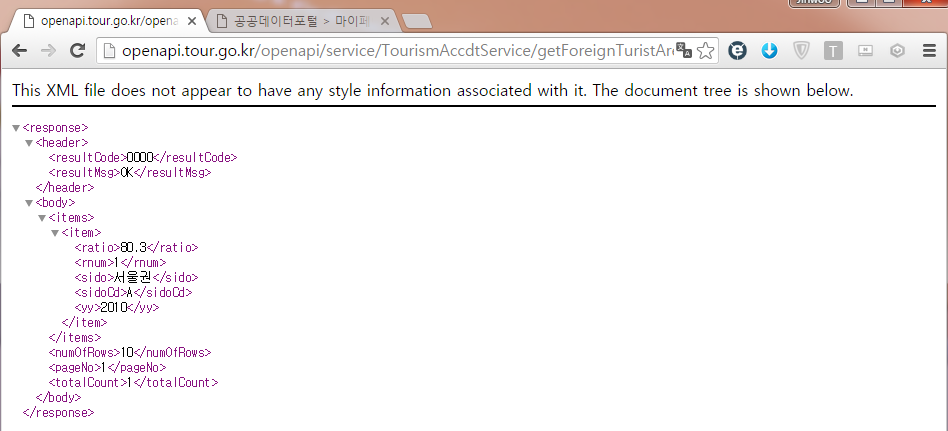 Jinwoo
openapi.tour.go.kr/opena
공공데이터포털 > 마이페
openapi.tour.go.kr/openapi/service/TourismAccdtService/getForeignTuristAre
This XML file does not appear to have any style information associated with it. The document tree is shown below.
<response>
<header>
<resultCode>0000</resultCode>
<resultMsg>OK</resultMsg>
</header>
<body>
<items>
<item>
<ratio>80.3</ratio>
<rnum>1</rnum>
<sido>서울권</sido>
<sidoCd>A</sidoCd>
<yy>2010</yy>
</item>
</items>
<numOfRows>10</numOfRows>
<pageNo>1</pageNo>
<totalCount>1</totalCount>
</body>
</response>